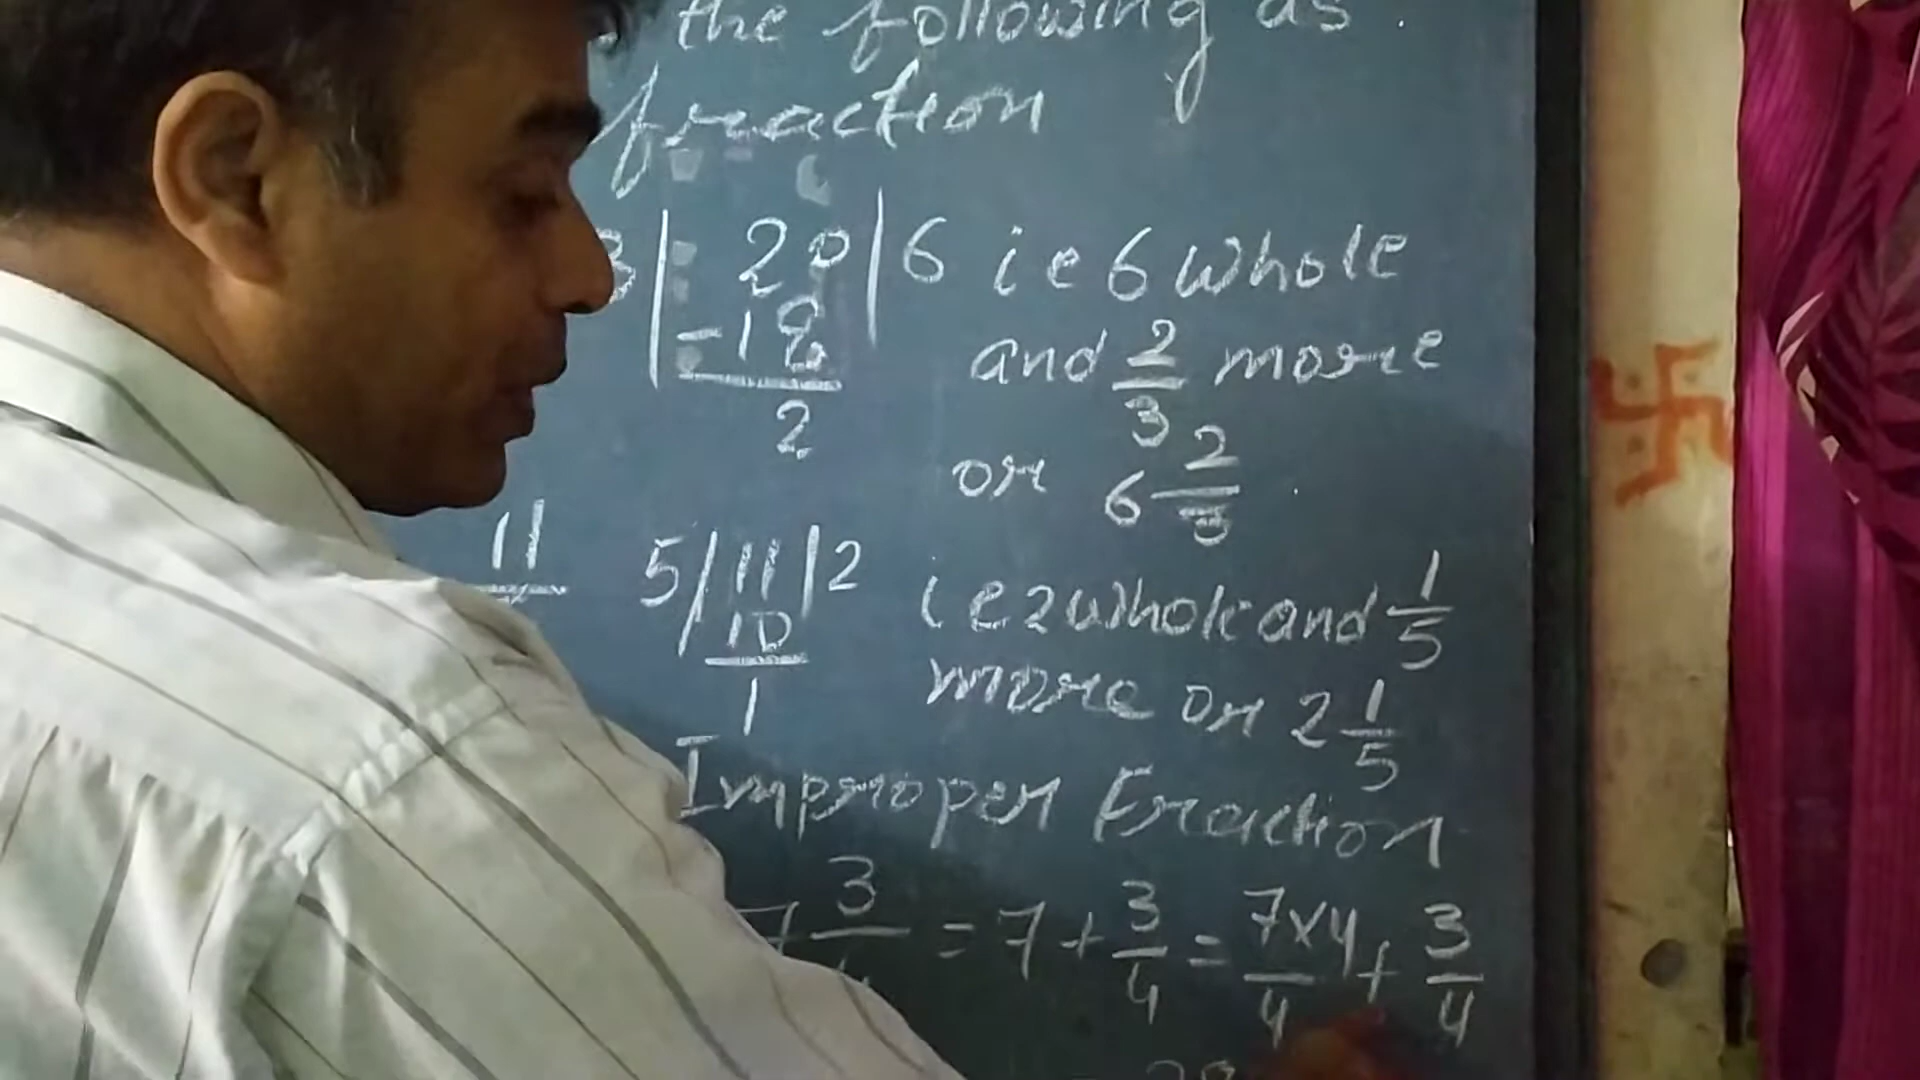 the following as
fraction
3 | 20 | 6 ie 6 whole
-18
2
and 2/3 more
or 6 2/3
11
5 | 11 | 2 ie 2 whole and 1/5
10
1
more or 2 1/5
Improper Fraction
7 3/4 = 7 + 3/4 = 7x4/4 + 3/4
28